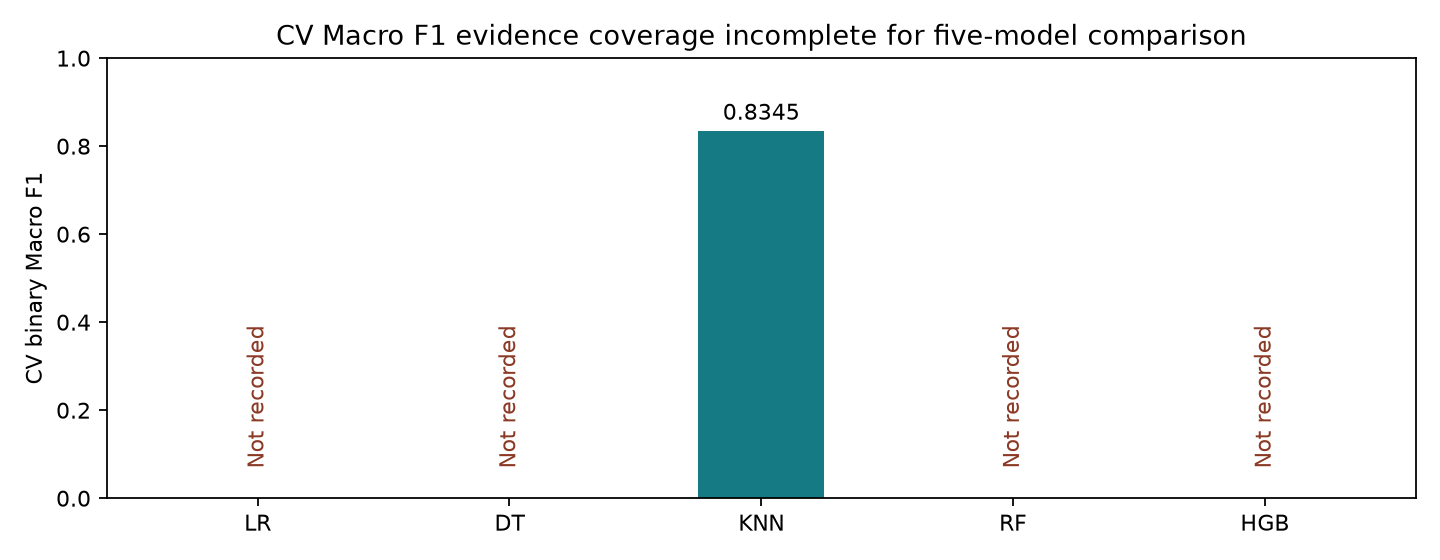 CV Macro F1 evidence coverage incomplete for five-model comparison
CV binary Macro F1
1.0
0.8
0.6
0.4
0.2
0.0
0.8345
Not recorded
Not recorded
Not recorded
Not recorded
LR
DT
KNN
RF
HGB